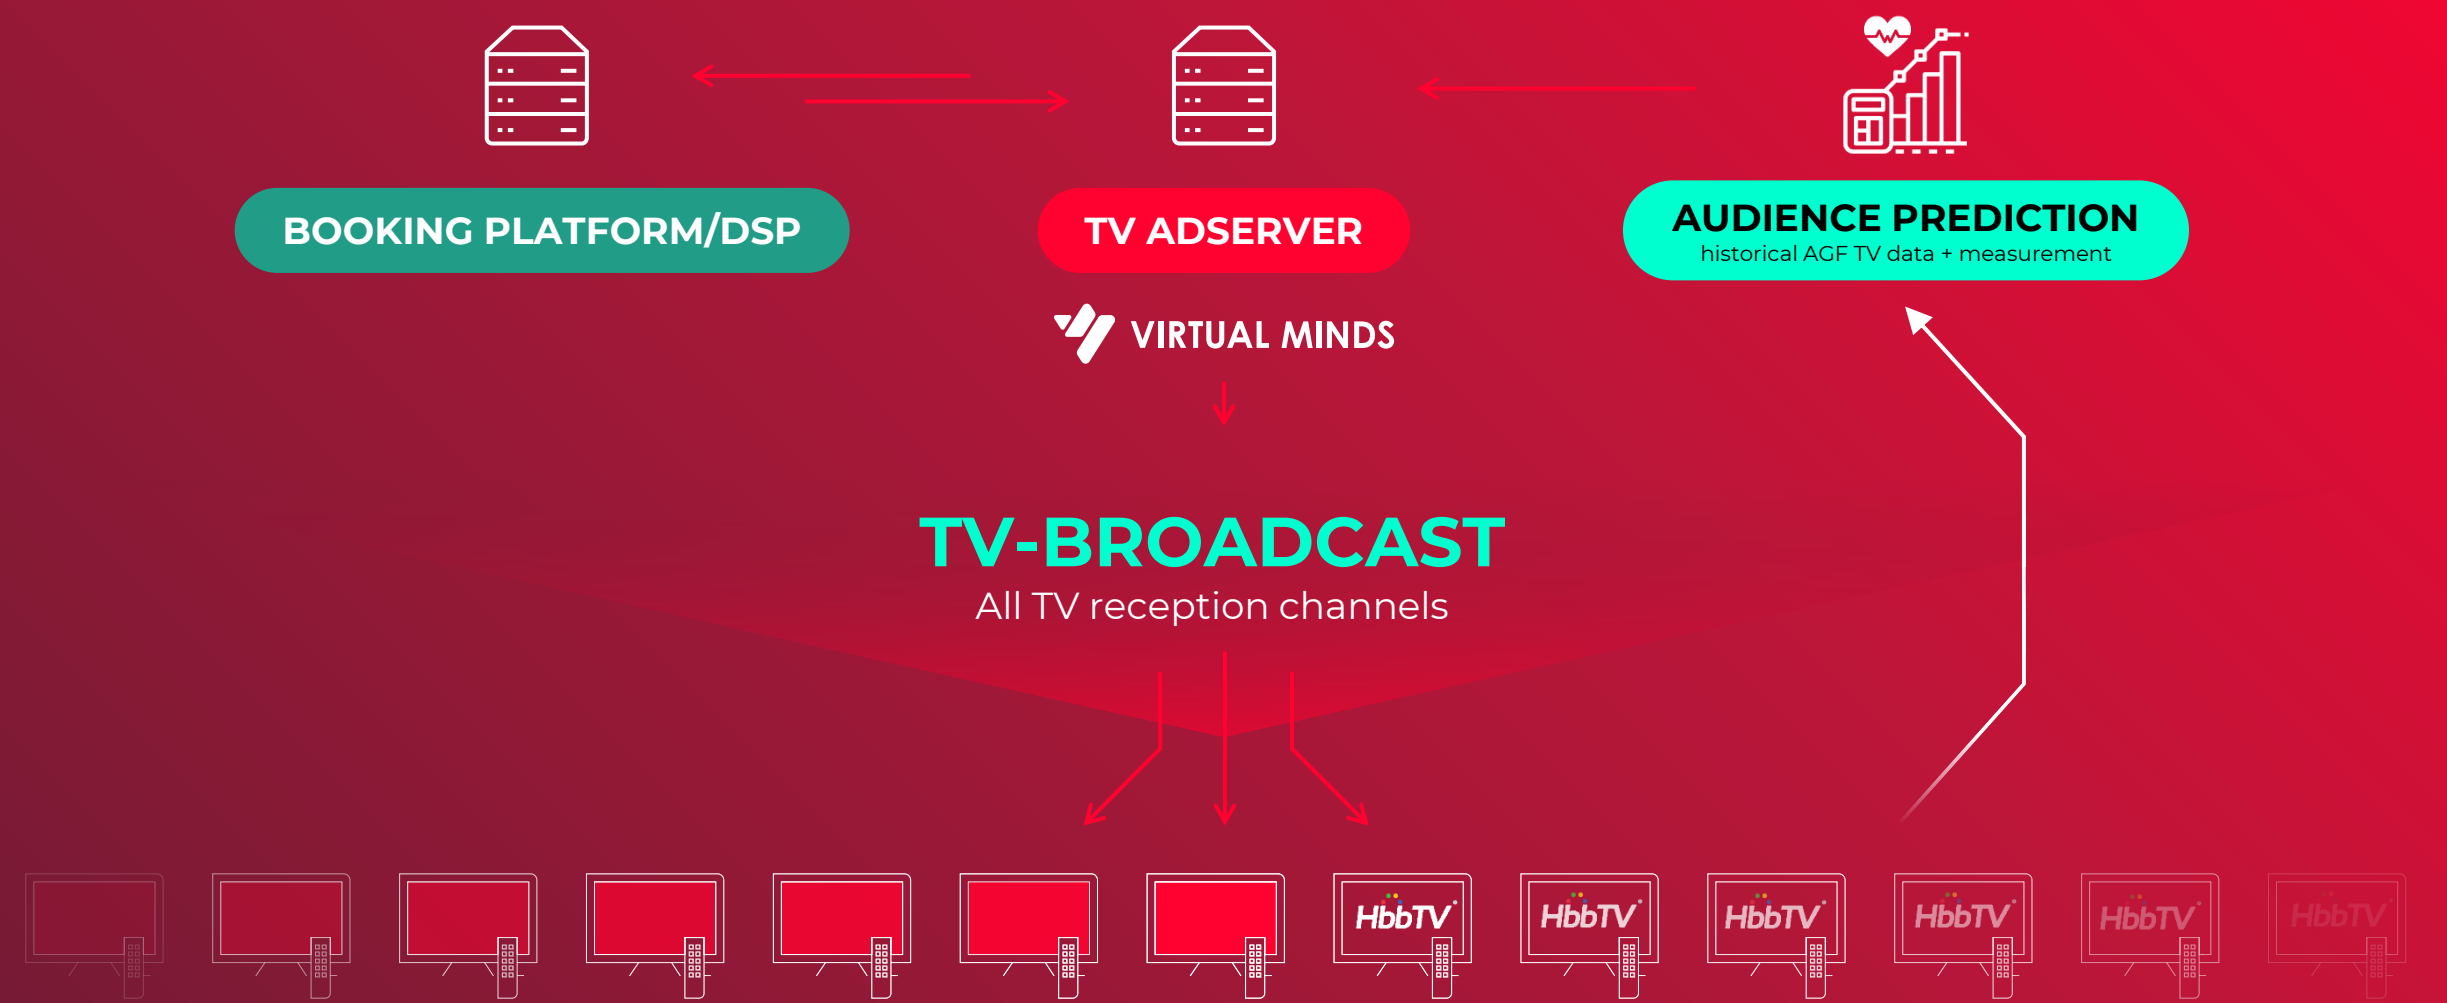 BOOKING PLATFORM/DSP
TV ADSERVER
AUDIENCE PREDICTION
historical AGF TV data + measurement
VIRTUAL MINDS
TV-BROADCAST
All TV reception channels
HbbTV
HbbTV
HbbTV
HbbTV
HbbTV
HbbTV